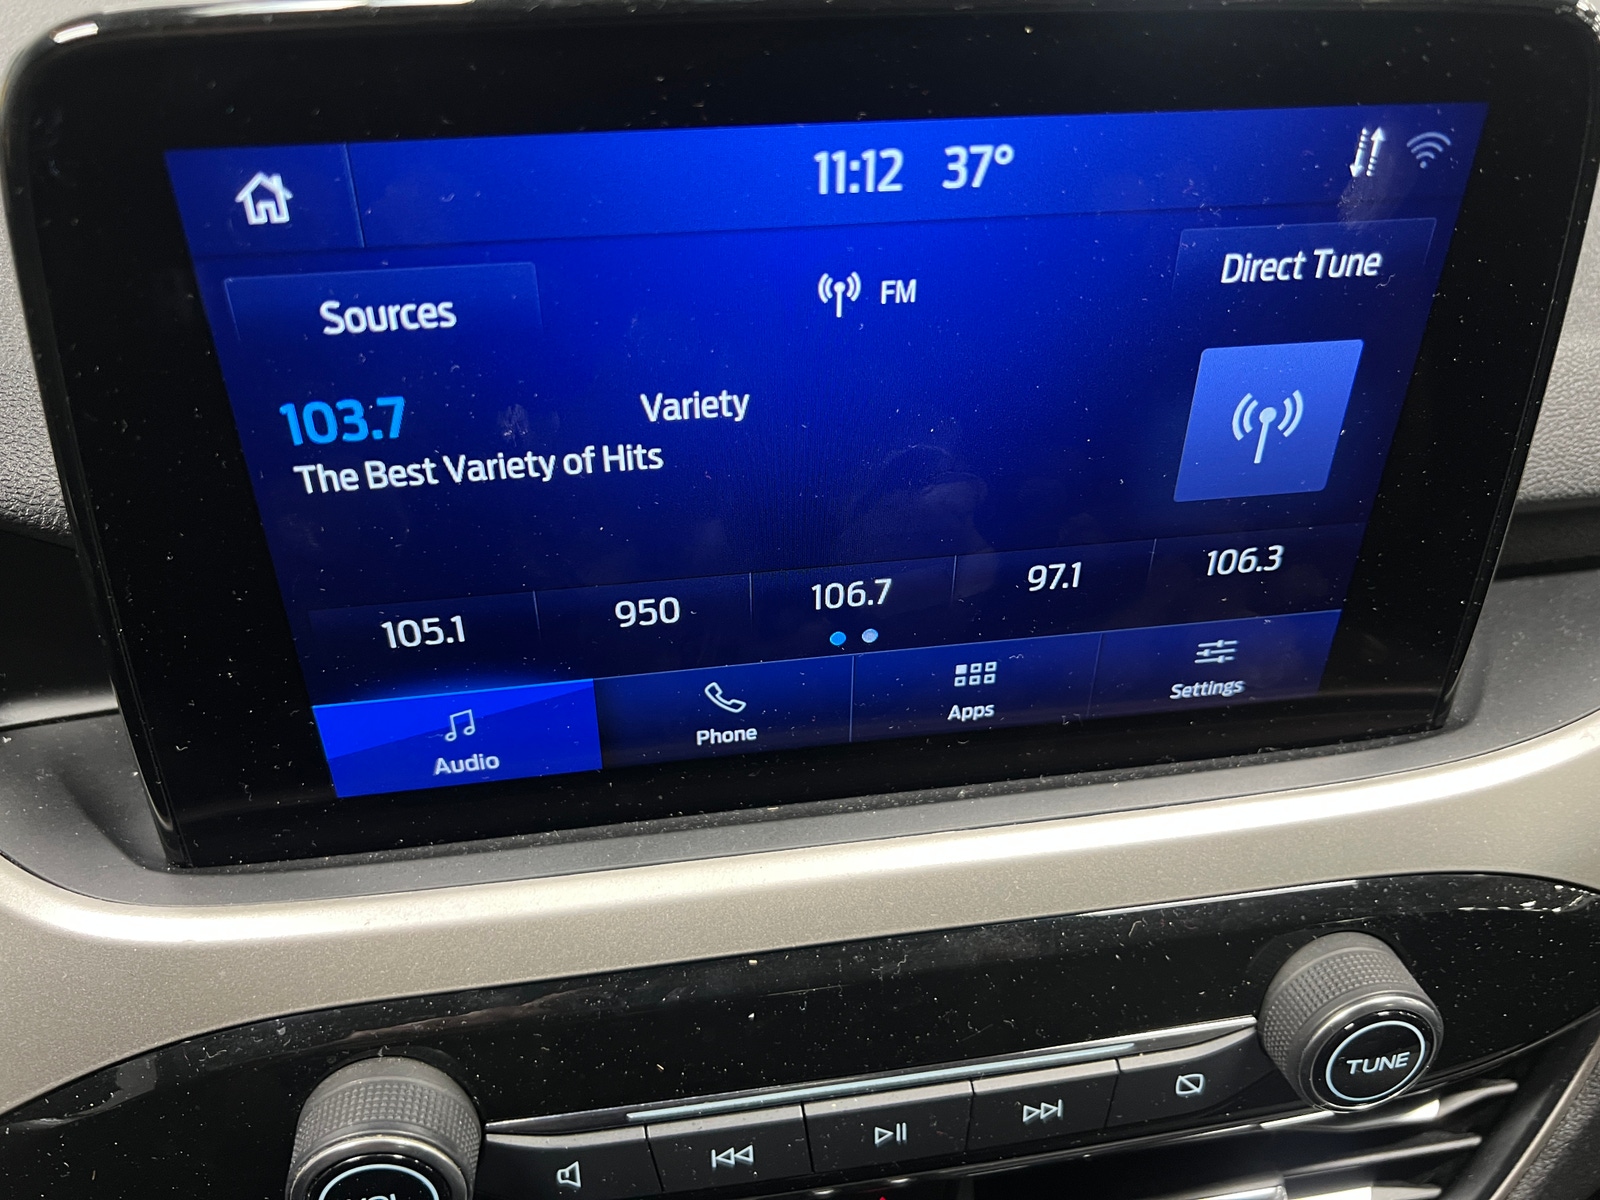 11:12 37°
Sources
FM
Direct Tune
103.7
Variety
The Best Variety of Hits
105.1
950
106.7
97.1
106.3
Audio
Phone
Apps
Settings
TUNE